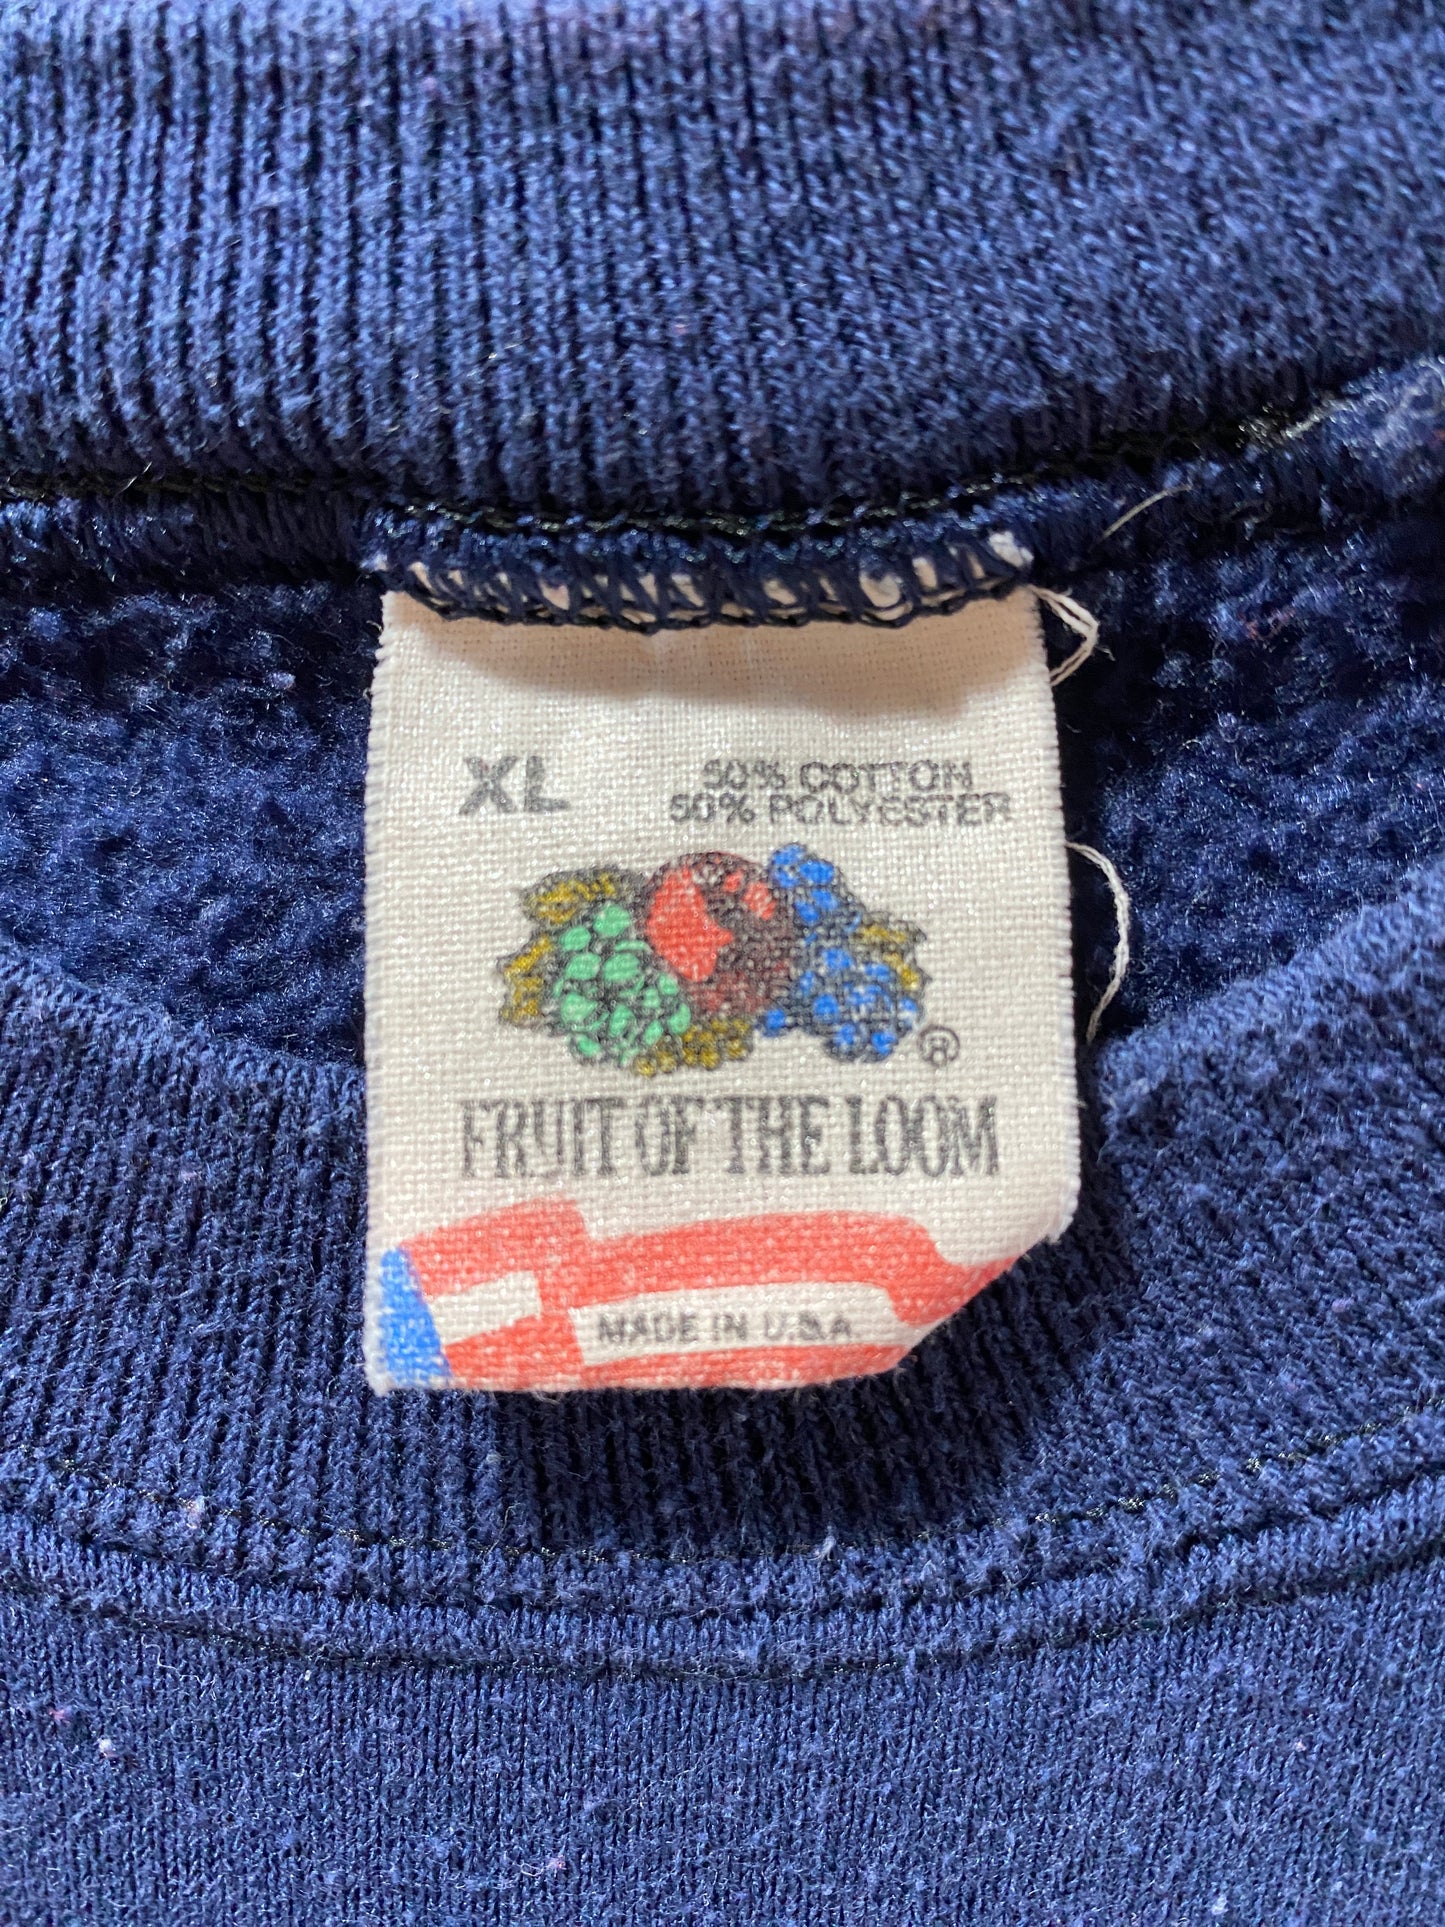 XL
50% COTTON
50% POLYESTER
®
FRUIT OF THE LOOM
MADE IN U.S.A